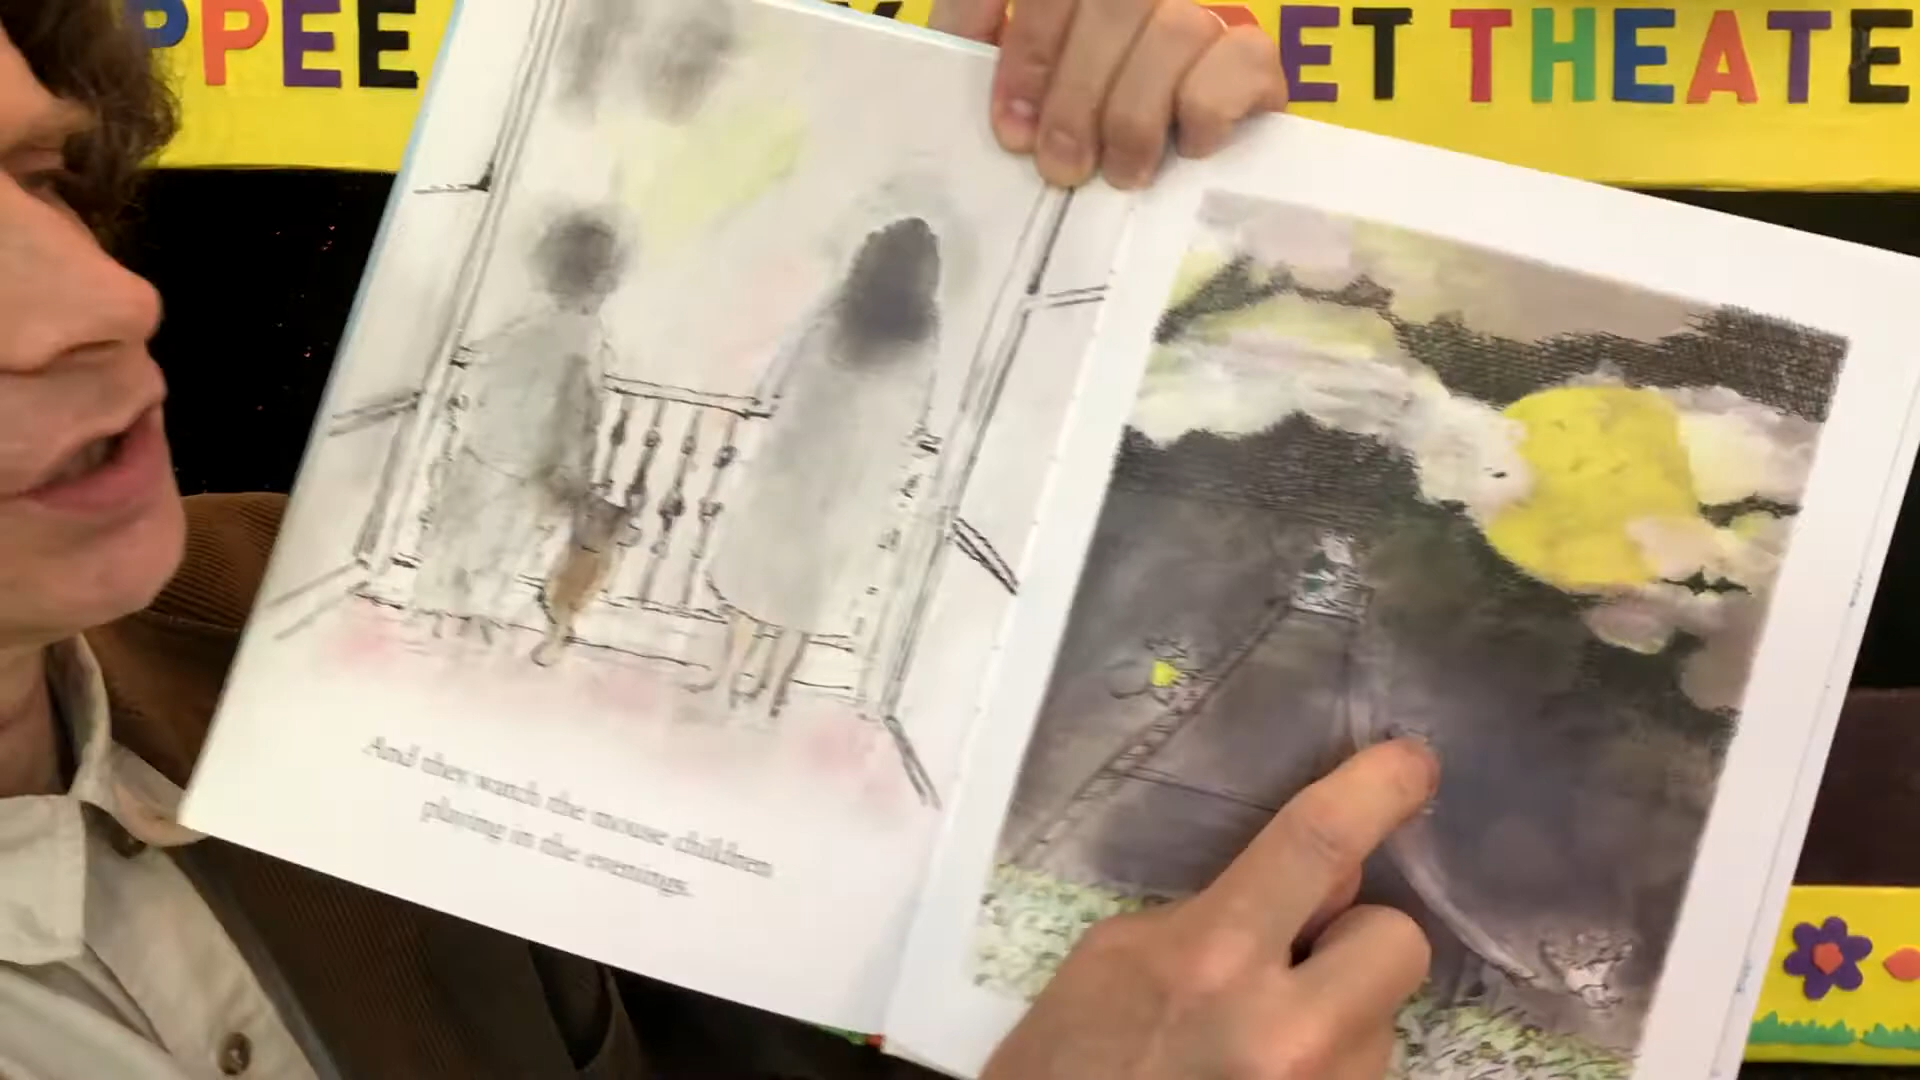 PPEE
ET THEATE
And they watch the mouse children
playing in the evenings.